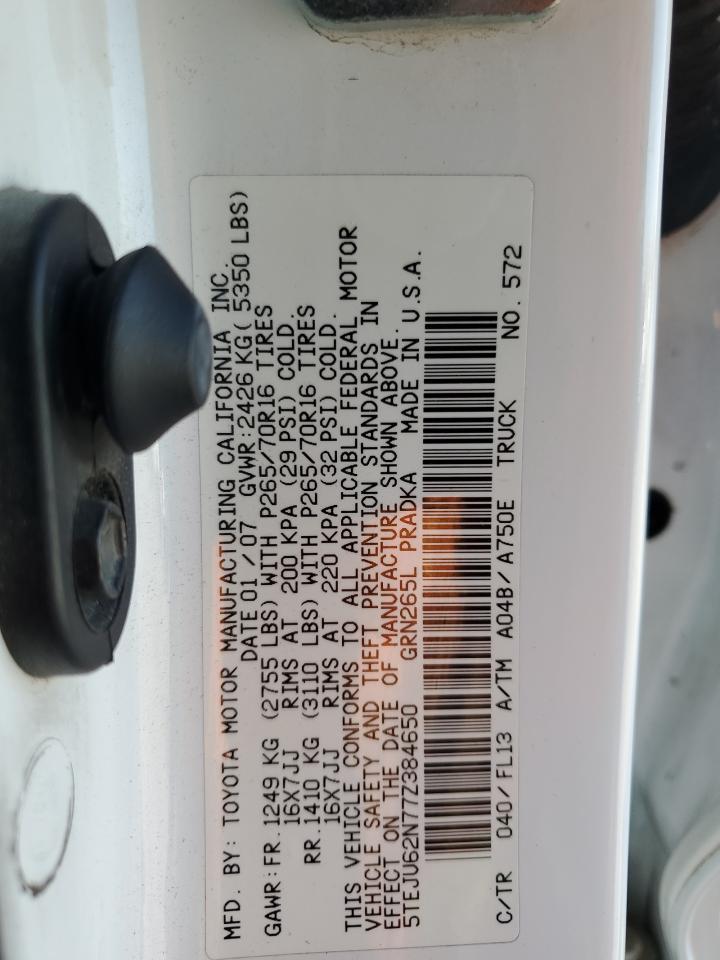 MFD. BY: TOYOTA MOTOR MANUFACTURING CALIFORNIA INC.
DATE 01/07 GVWR:2426 KG( 5350 LBS)
GAWR:FR.1249 KG (2755 LBS) WITH P265/70R16 TIRES
16X7JJ RIMS AT 200 KPA (29 PSI) COLD.
RR.1410 KG (3110 LBS) WITH P265/70R16 TIRES
16X7JJ RIMS AT 220 KPA (32 PSI) COLD.
THIS VEHICLE CONFORMS TO ALL APPLICABLE FEDERAL MOTOR
VEHICLE SAFETY AND THEFT PREVENTION STANDARDS IN
EFFECT ON THE DATE OF MANUFACTURE SHOWN ABOVE.
5TEJU62N77Z384650 GRN265L PRADKA MADE IN U.S.A.
C/TR 040/FL13 A/TM A04B/A750E TRUCK NO. 572